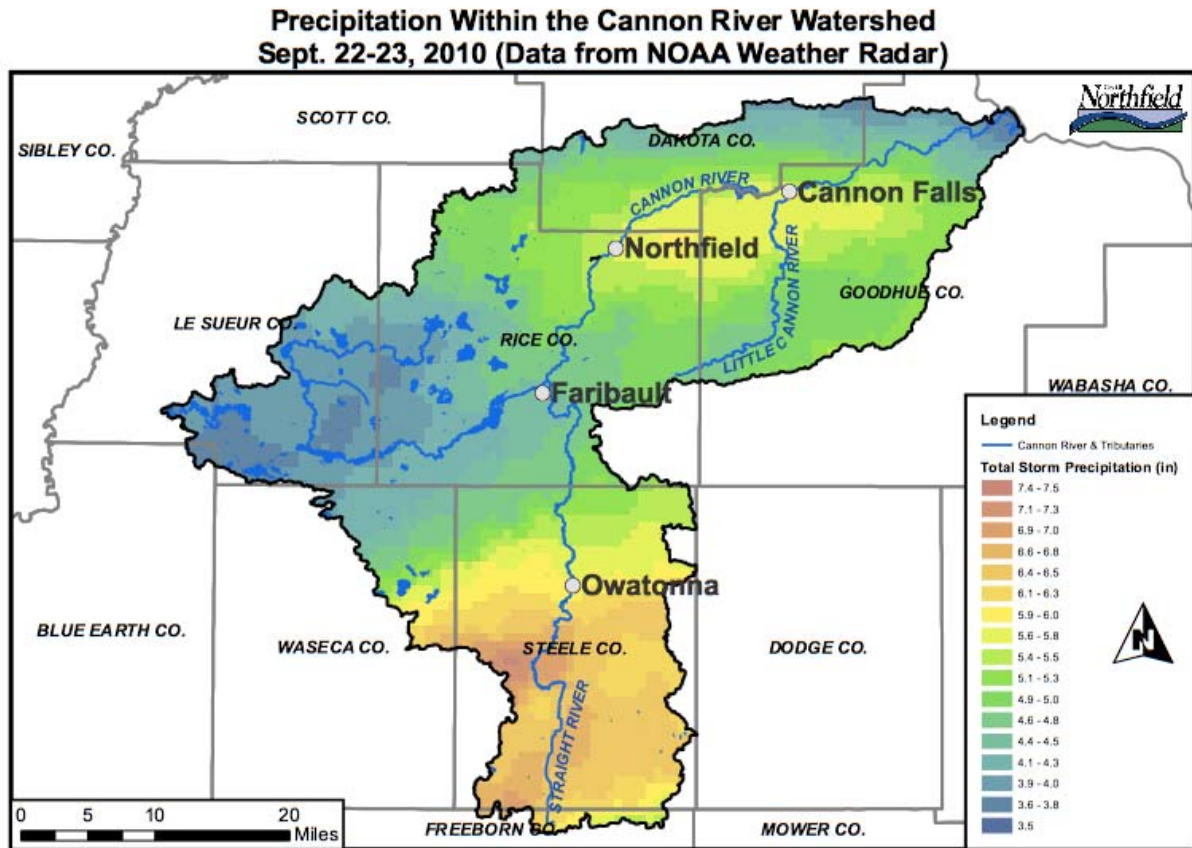 Precipitation Within the Cannon River Watershed
Sept. 22-23, 2010 (Data from NOAA Weather Radar)
Northfield
SCOTT CO.
SIBLEY CO.
DAKOTA CO.
CANNON RIVER
Cannon Falls
Northfield
LITTLE CANNON RIVER
GOODHUE CO.
LE SUEUR CO.
RICE CO.
Faribault
WABASHA CO.
Owatonna
BLUE EARTH CO.
WASECA CO.
STEELE CO.
DODGE CO.
STRAIGHT RIVER
FREEBORN CO.
MOWER CO.
N
Legend
Cannon River & Tributaries
Total Storm Precipitation (in)
7.4 - 7.5
7.1 - 7.3
6.9 - 7.0
6.6 - 6.8
6.4 - 6.5
6.1 - 6.3
5.9 - 6.0
5.6 - 5.8
5.4 - 5.5
5.1 - 5.3
4.9 - 5.0
4.6 - 4.8
4.4 - 4.5
4.1 - 4.3
3.9 - 4.0
3.6 - 3.8
3.5
0 5 10 20
Miles